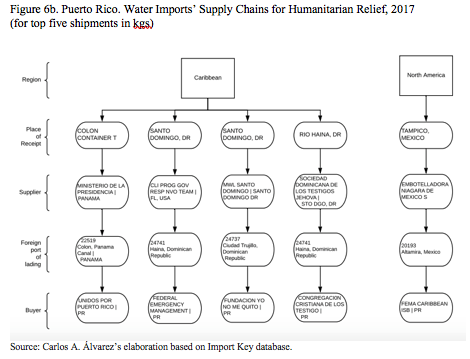 Figure 6b. Puerto Rico. Water Imports' Supply Chains for Humanitarian Relief, 2017
(for top five shipments in kgs)
Region
Caribbean
North America
Place
of
Receipt
COLON
CONTAINER T
SANTO
DOMINGO, DR
SANTO
DOMINGO, DR
RIO HAINA, DR
TAMPICO,
MEXICO
Supplier
MINISTERIO DE LA
PRESIDENCIA |
PANAMA
CLI PROG GOV
RESP NVO TEAM |
FL, USA
MWL SANTO
DOMINGO | SANTO
DOMINGO DR
SOCIEDAD
DOMINICANA DE
LOS TESTIGOS
JEHOVA |
STO DGO, DR
EMBOTELLADORA
NIAGARA DE
MEXICO S
Foreign
port
of
lading
22519
Colon, Panama
Canal |
PANAMA
24741
Haina, Dominican
Republic
24737
Ciudad Trujillo,
Dominican
Republic
24741
Haina, Dominican
Republic
20193
Altamira, Mexico
Buyer
UNIDOS POR
PUERTO RICO |
PR
FEDERAL
EMERGENCY
MANAGEMENT |
PR
FUNDACION YO
NO ME QUITO |
PR
CONGREGACION
CRISTIANA DE LOS
TESTIGO |
PR
FEMA CARIBBEAN
ISB | PR
Source: Carlos A. Álvarez's elaboration based on Import Key database.